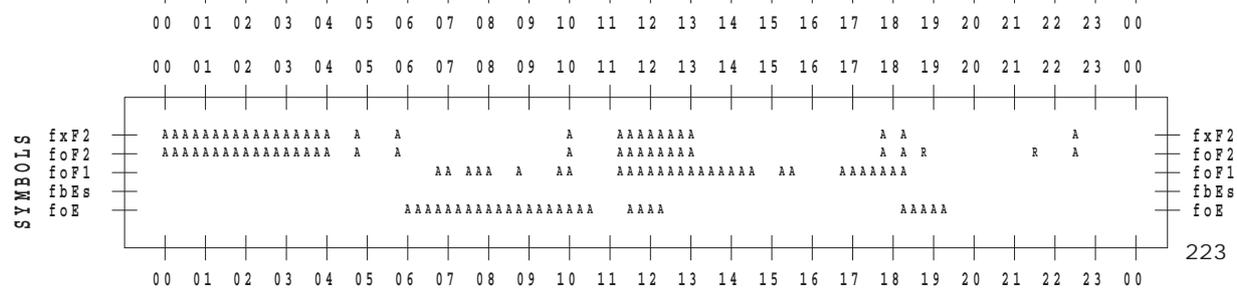 00 01 02 03 04 05 06 07 08 09 10 11 12 13 14 15 16 17 18 19 20 21 22 23 00
00 01 02 03 04 05 06 07 08 09 10 11 12 13 14 15 16 17 18 19 20 21 22 23 00
SYMBOLS
fxF2 AAAAAAAAAAAAAAAAA A A A AAAAAAAA A A A fxF2
foF2 AAAAAAAAAAAAAAAAA A A A AAAAAAAA A A R R A foF2
foF1 AA AAA A AA AAAAAAAAAAAAAA AA AAAAAAA foF1
fbEs fbEs
foE AAAAAAAAAAAAAAAAAAA AAAA AAAAA foE
223
00 01 02 03 04 05 06 07 08 09 10 11 12 13 14 15 16 17 18 19 20 21 22 23 00